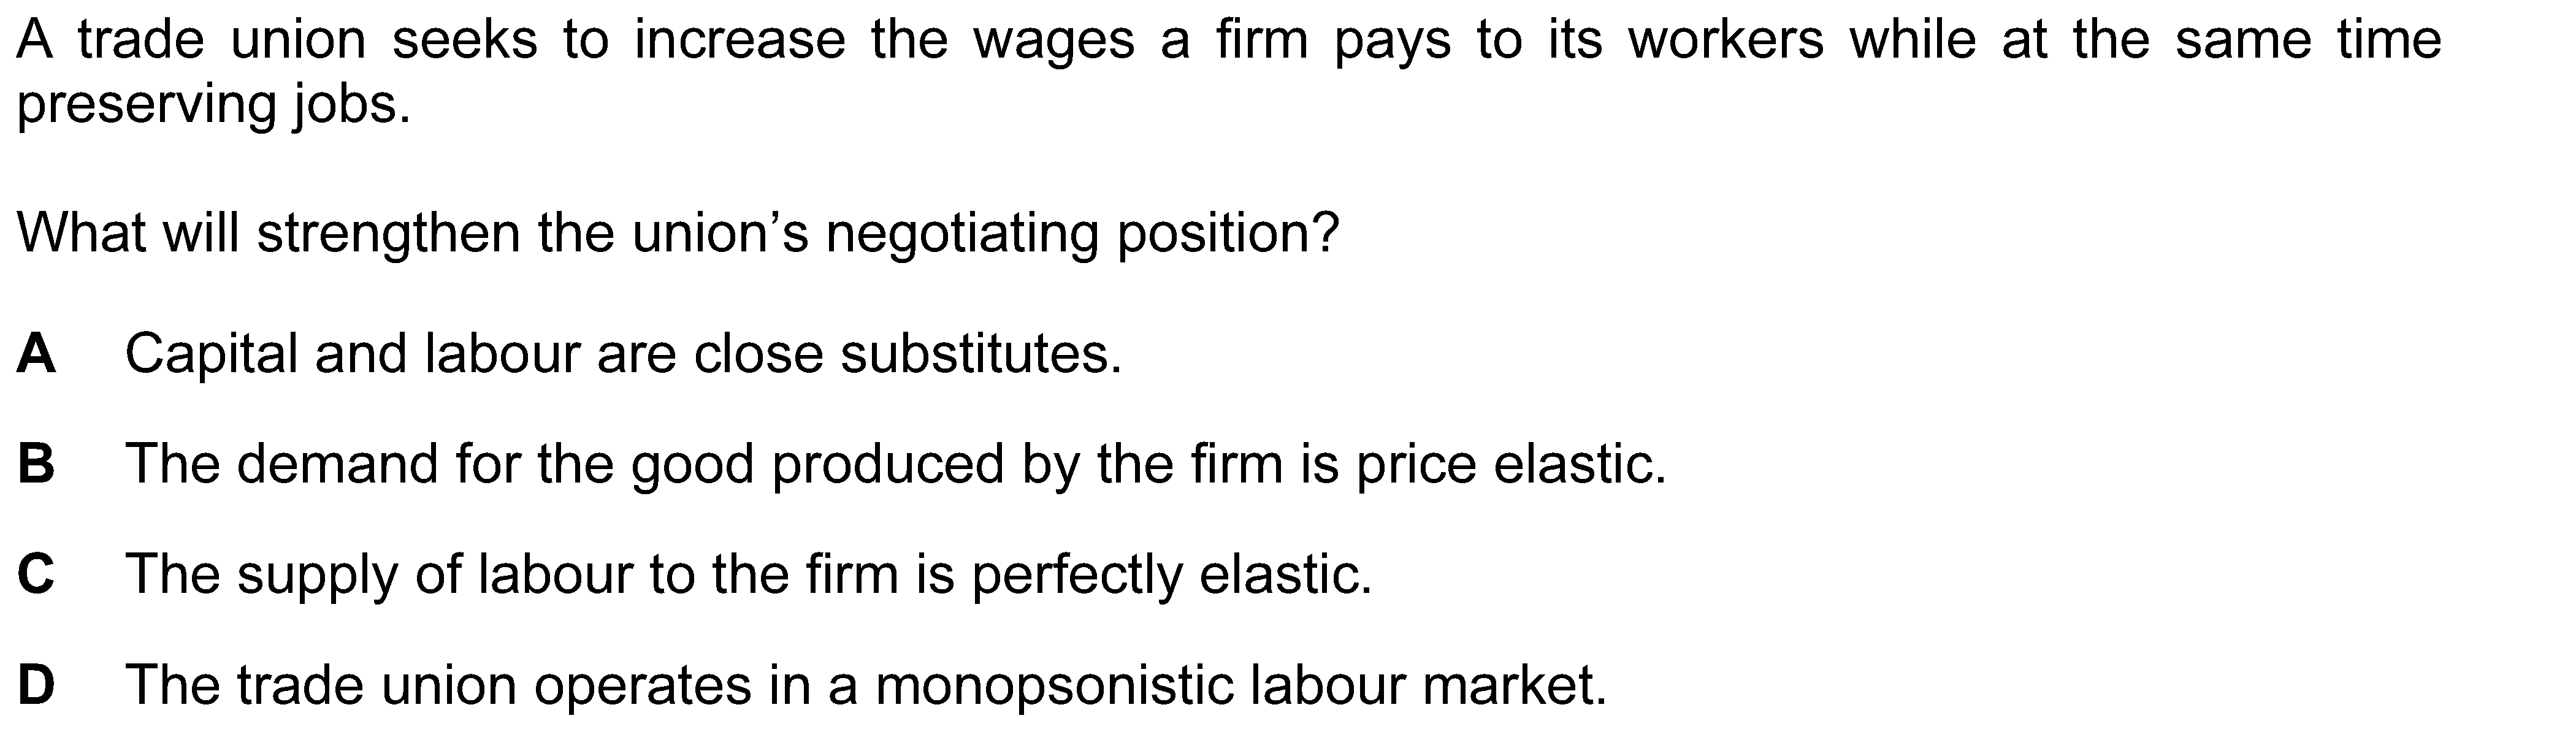 A trade union seeks to increase the wages a firm pays to its workers while at the same time
preserving jobs.
What will strengthen the union’s negotiating position?
A Capital and labour are close substitutes.
B The demand for the good produced by the firm is price elastic.
C The supply of labour to the firm is perfectly elastic.
D The trade union operates in a monopsonistic labour market.